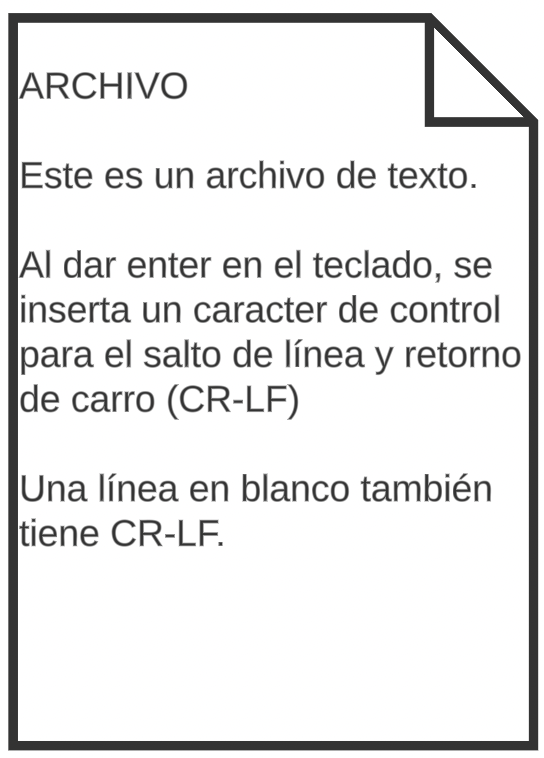 ARCHIVO
Este es un archivo de texto.
Al dar enter en el teclado, se
inserta un caracter de control
para el salto de línea y retorno
de carro (CR-LF)
Una línea en blanco también
tiene CR-LF.